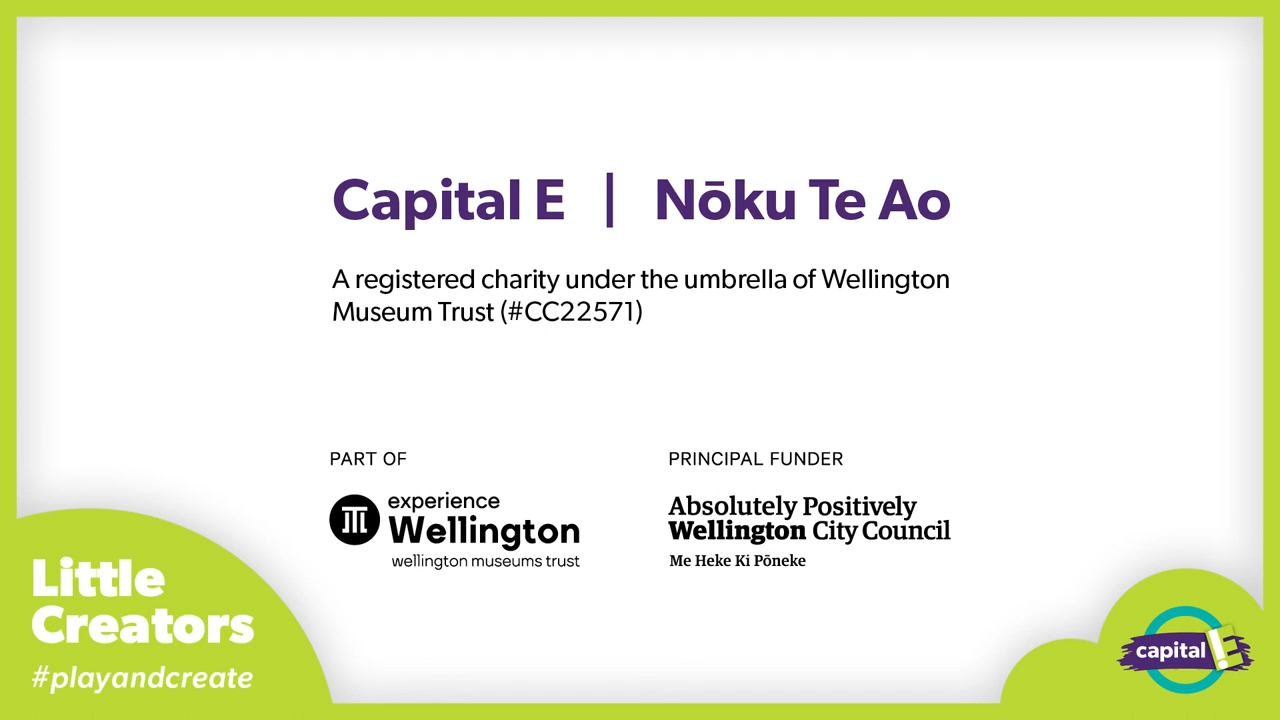 Capital E | Nōku Te Ao
A registered charity under the umbrella of Wellington
Museum Trust (#CC22571)
PART OF
experience
Wellington
wellington museums trust
PRINCIPAL FUNDER
Absolutely Positively
Wellington City Council
Me Heke Ki Pōneke
Little
Creators
#playandcreate
capital E!